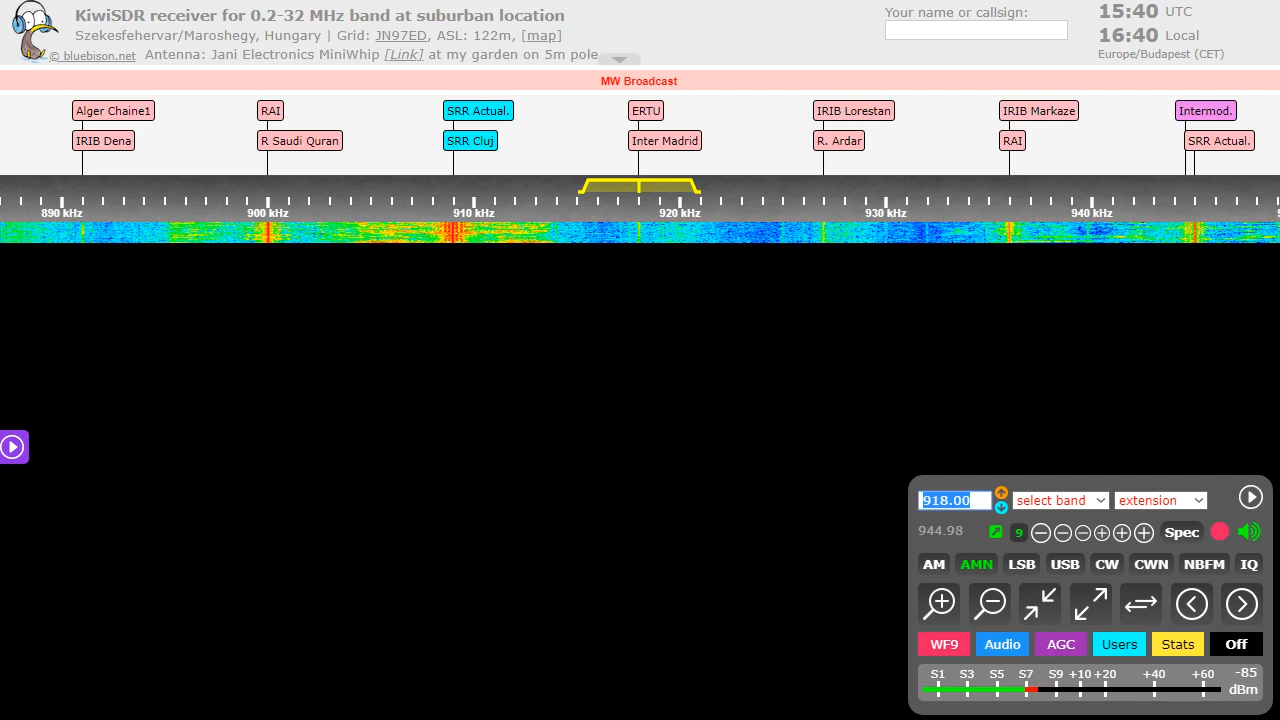 KiwiSDR receiver for 0.2-32 MHz band at suburban location
Szekesfehervar/Maroshegy, Hungary | Grid: JN97ED, ASL: 122m, [map]
© bluebison.net Antenna: Jani Electronics MiniWhip [Link] at my garden on 5m pole
Your name or callsign:
15:40 UTC
16:40 Local
Europe/Budapest (CET)
MW Broadcast
Alger Chaine1 RAI SRR Actual. ERTU IRIB Lorestan IRIB Markaze Intermod.
IRIB Dena R Saudi Quran SRR Cluj Inter Madrid R. Ardar RAI SRR Actual.
890 kHz 900 kHz 910 kHz 920 kHz 930 kHz 940 kHz
918.00 select band extension
944.98 9 Spec
AM AMN LSB USB CW CWN NBFM IQ
WF9 Audio AGC Users Stats Off
S1 S3 S5 S7 S9 +10 +20 +40 +60 -85
dBm